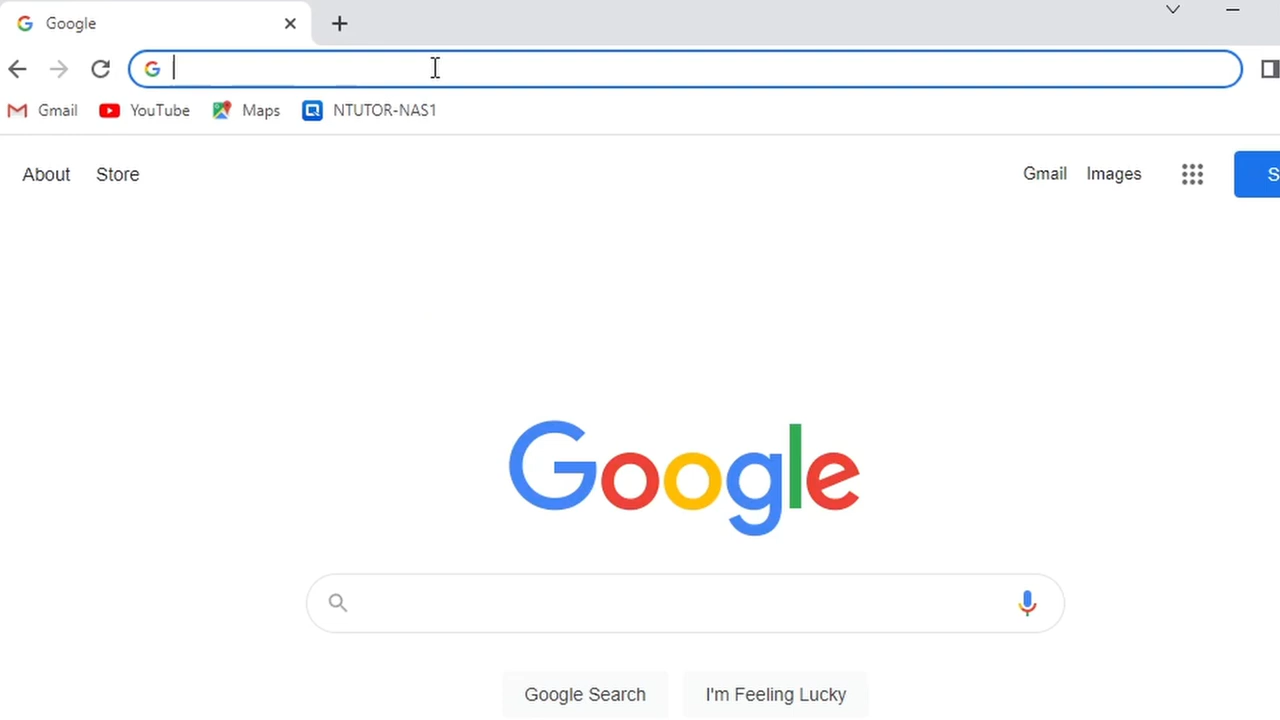 Google
Gmail YouTube Maps NTUTOR-NAS1
About Store Gmail Images
Google
Google Search I'm Feeling Lucky